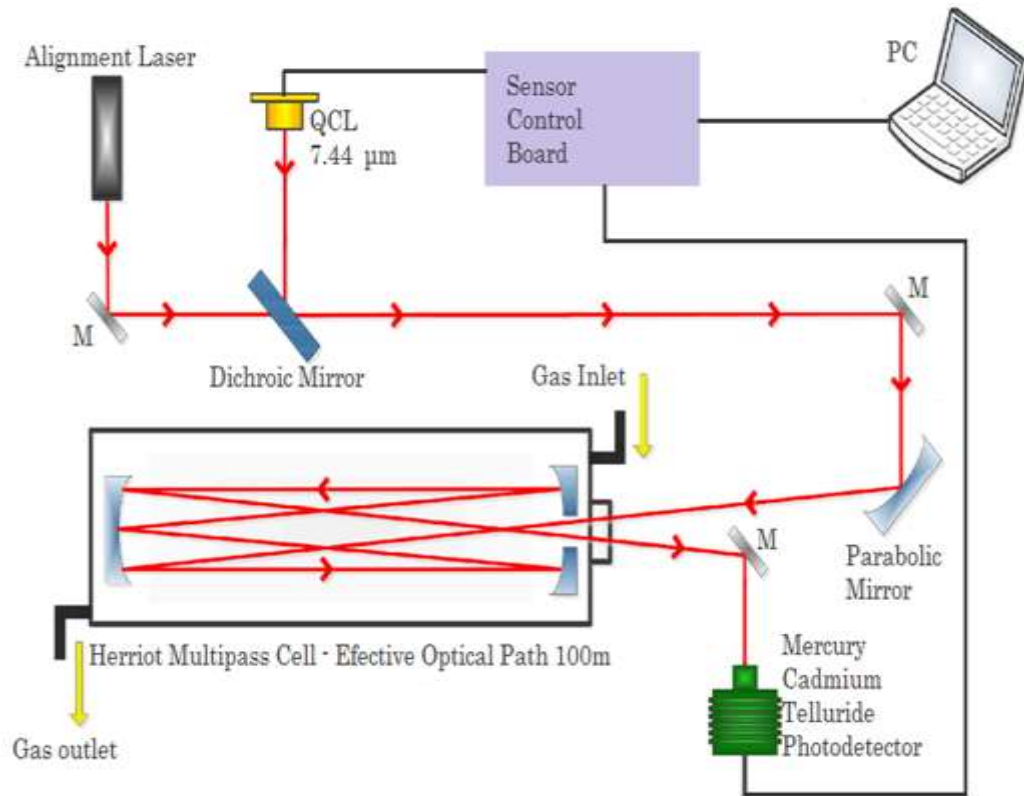 Alignment Laser
QCL
7.44 µm
Sensor
Control
Board
PC
M
Dichroic Mirror
M
Gas Inlet
M
Parabolic
Mirror
Herriot Multipass Cell - Efective Optical Path 100m
Gas outlet
Mercury
Cadmium
Telluride
Photodetector